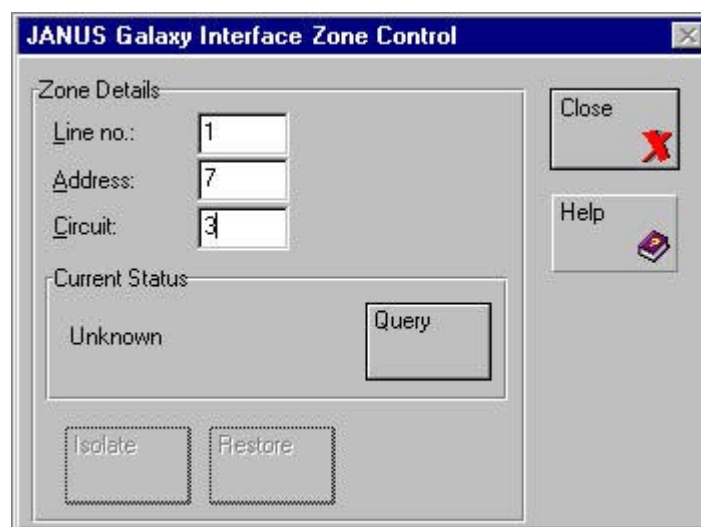 JANUS Galaxy Interface Zone Control
Zone Details
Line no.: 1
Address: 7
Circuit: 3
Close
Help
Current Status
Unknown
Query
Isolate
Restore